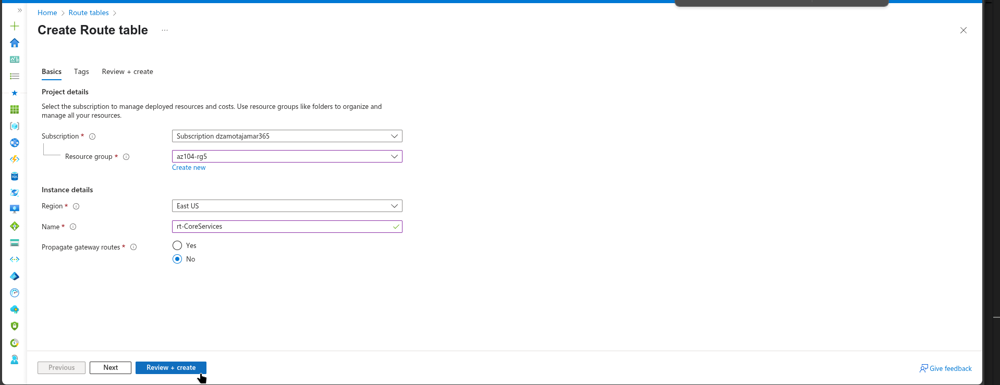 Home > Route tables >
Create Route table ...
Basics Tags Review + create
Project details
Select the subscription to manage deployed resources and costs. Use resource groups like folders to organize and
manage all your resources.
Subscription *
Subscription dzamotajamar365
Resource group *
az104-rg5
Create new
Instance details
Region *
East US
Name *
rt-CoreServices
Propagate gateway routes *
Yes
No
Previous Next Review + create
Give feedback